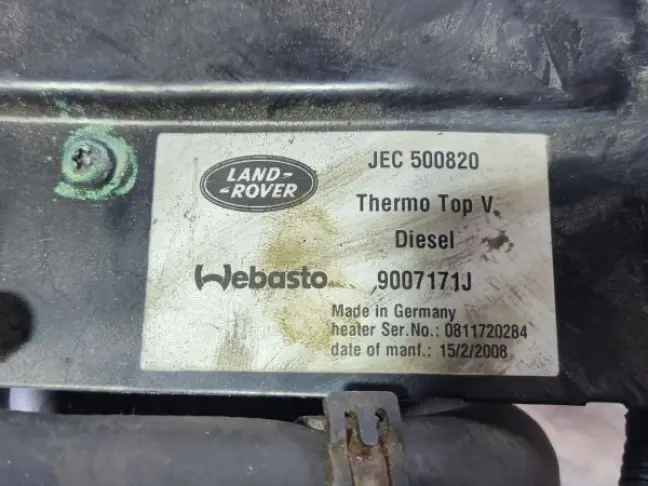 LAND-
ROVER
JEC 500820
Thermo Top V
Diesel
Webasto
9007171J
Made in Germany
heater Ser.No.: 0811720284
date of manf.: 15/2/2008